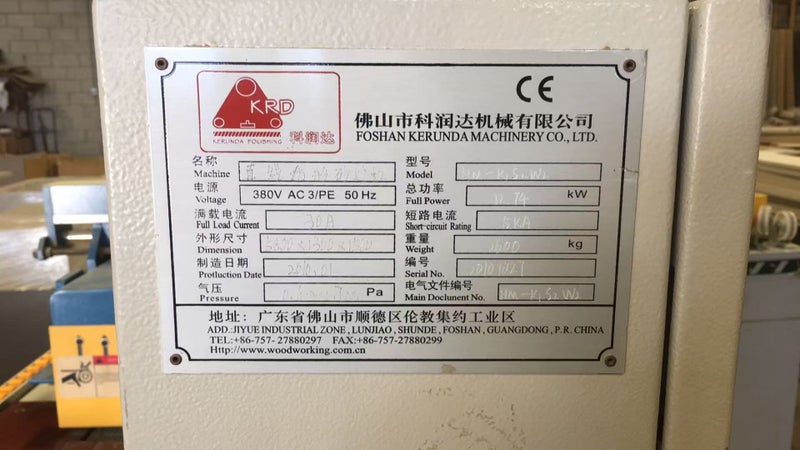 KRD
KERUNDA POLISHING 科润达
CE
佛山市科润达机械有限公司
FOSHAN KERUNDA MACHINERY CO., LTD.
名称
Machine
型号
Model
电源
Voltage 380V AC 3/PE 50 Hz
总功率
Full Power kW
满载电流
Full Load Current 30A
短路电流
Short-circuit Rating 5KA
外形尺寸
Dimension
重量
Weight 2600 kg
制造日期
Protluction Date
编号
Serial No.
气压
Pressure Pa
电气文件编号
Main Doclunent No.
地址: 广东省佛山市顺德区伦教集约工业区
ADD.:JIYUE INDUSTRIAL ZONE , LUNJIAO , SHUNDE , FOSHAN , GUANGDONG , P.R. CHINA
TEL:+86-757- 27880297 FAX:+86-757-27880299
Http://www.woodworking.com.cn